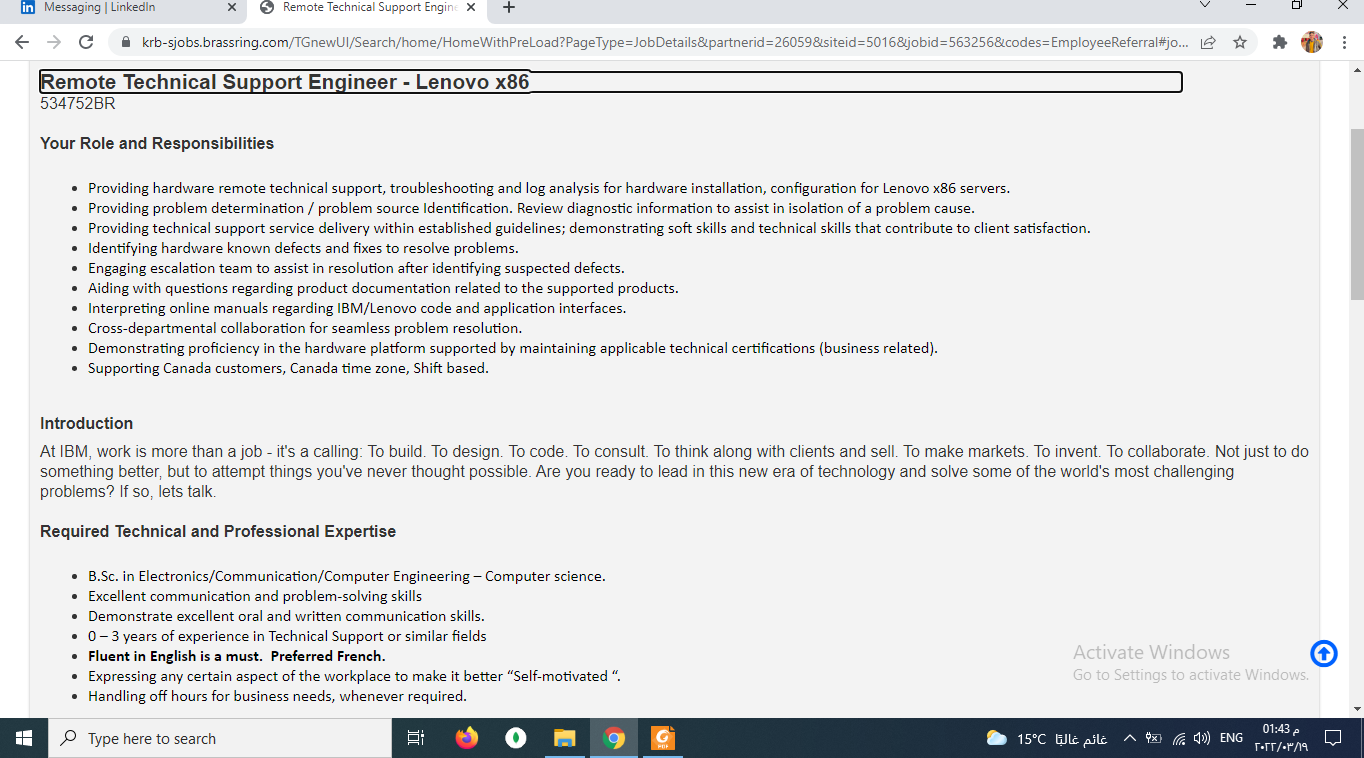 Messaging | LinkedIn
Remote Technical Support Engine
krb-sjobs.brassring.com/TGnewUI/Search/home/HomeWithPreLoad?PageType=JobDetails&partnerid=26059&siteid=5016&jobid=563256&codes=EmployeeReferral#jo...
Remote Technical Support Engineer - Lenovo x86
534752BR
Your Role and Responsibilities
• Providing hardware remote technical support, troubleshooting and log analysis for hardware installation, configuration for Lenovo x86 servers.
• Providing problem determination / problem source Identification. Review diagnostic information to assist in isolation of a problem cause.
• Providing technical support service delivery within established guidelines; demonstrating soft skills and technical skills that contribute to client satisfaction.
• Identifying hardware known defects and fixes to resolve problems.
• Engaging escalation team to assist in resolution after identifying suspected defects.
• Aiding with questions regarding product documentation related to the supported products.
• Interpreting online manuals regarding IBM/Lenovo code and application interfaces.
• Cross-departmental collaboration for seamless problem resolution.
• Demonstrating proficiency in the hardware platform supported by maintaining applicable technical certifications (business related).
• Supporting Canada customers, Canada time zone, Shift based.
Introduction
At IBM, work is more than a job - it's a calling: To build. To design. To code. To consult. To think along with clients and sell. To make markets. To invent. To collaborate. Not just to do
something better, but to attempt things you've never thought possible. Are you ready to lead in this new era of technology and solve some of the world's most challenging
problems? If so, lets talk.
Required Technical and Professional Expertise
• B.Sc. in Electronics/Communication/Computer Engineering – Computer science.
• Excellent communication and problem-solving skills
• Demonstrate excellent oral and written communication skills.
• 0 – 3 years of experience in Technical Support or similar fields
• Fluent in English is a must.  Preferred French.
• Expressing any certain aspect of the workplace to make it better “Self-motivated “.
• Handling off hours for business needs, whenever required.
Activate Windows
Go to Settings to activate Windows.
Type here to search
PDF
15°C غائم غالبًا
ENG
01:43 م
٢٠٢٢/٠٣/١٩